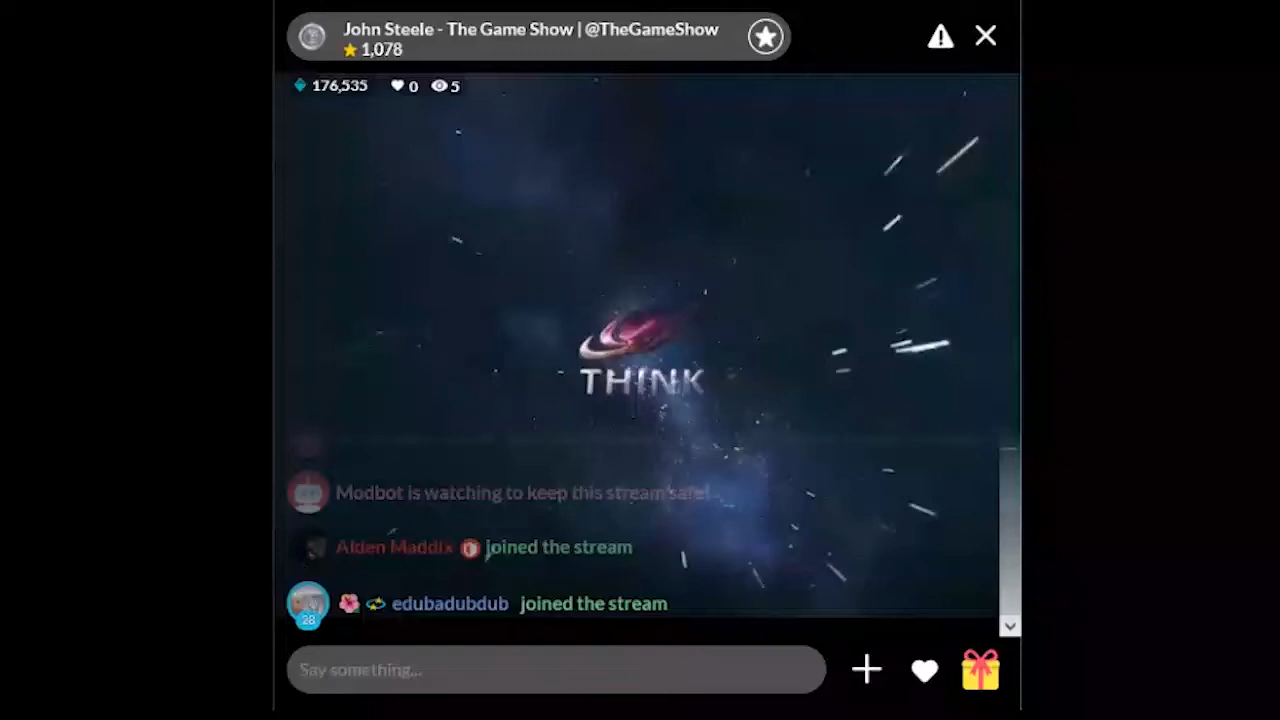 John Steele - The Game Show | @TheGameShow
1,078
176,535 0 5
THINK
Modbot is watching to keep this stream safe!
Alden Maddix joined the stream
28 edubadubdub joined the stream
Say something...